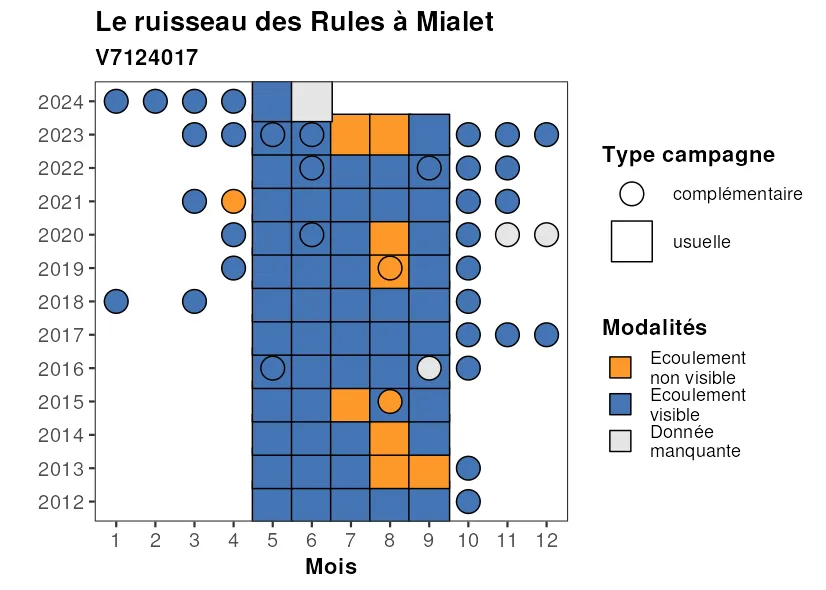 Le ruisseau des Rules à Mialet
V7124017
2024
2023
2022
2021
2020
2019
2018
2017
2016
2015
2014
2013
2012
1 2 3 4 5 6 7 8 9 10 11 12
Mois
Type campagne
complémentaire
usuelle
Modalités
Ecoulement
non visible
Ecoulement
visible
Donnée
manquante